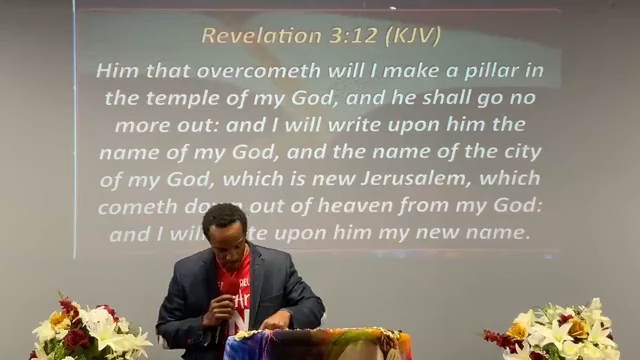 Revelation 3:12 (KJV)
Him that overcometh will I make a pillar in
the temple of my God, and he shall go no
more out: and I will write upon him the
name of my God, and the name of the city
of my God, which is new Jerusalem, which
cometh down out of heaven from my God:
and I will write upon him my new name.